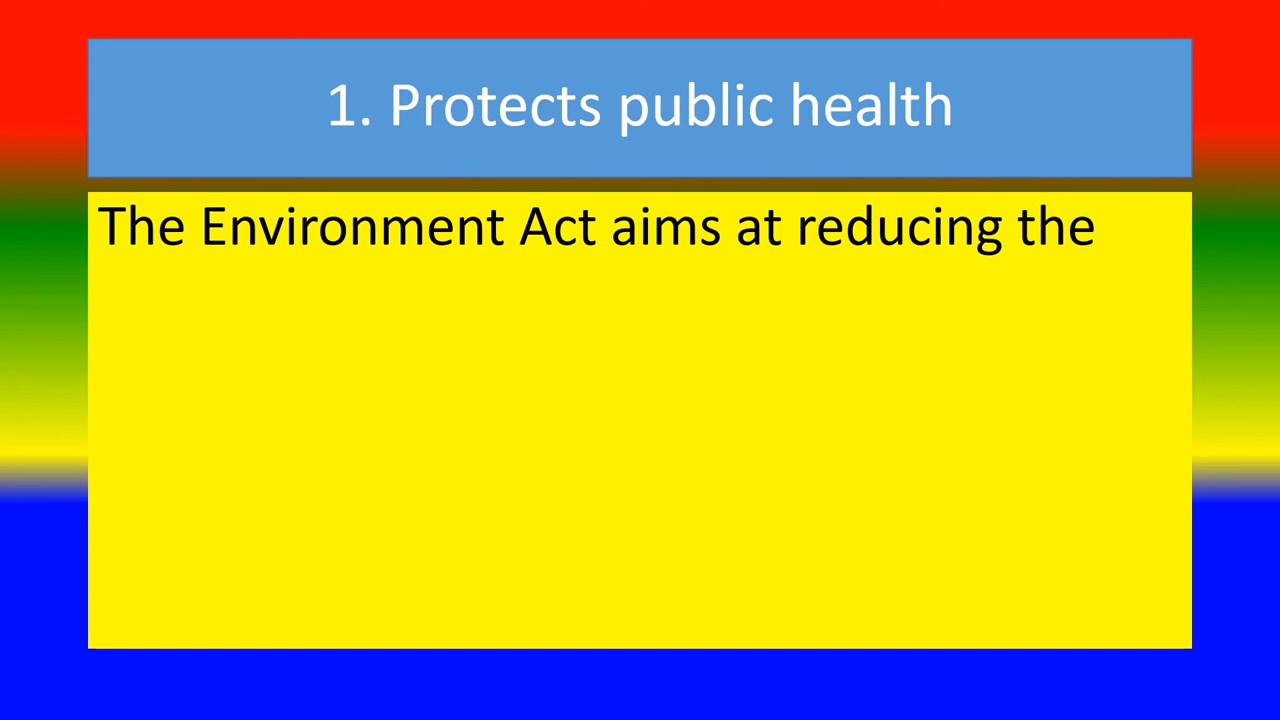 1. Protects public health
The Environment Act aims at reducing the